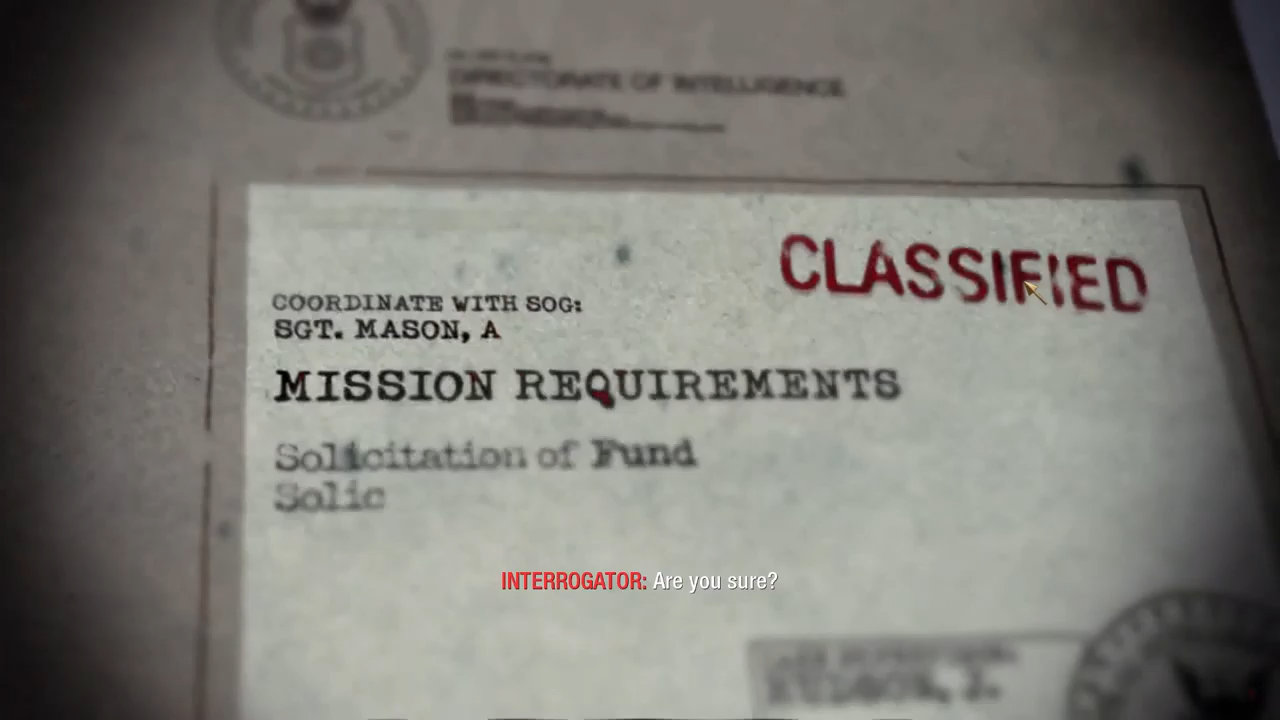 DIRECTORATE OF INTELLIGENCE
CLASSIFIED
COORDINATE WITH SOG:
SGT. MASON, A
MISSION REQUIREMENTS
Solicitation of Fund
Solic
INTERROGATOR: Are you sure?
HUDSON, J.